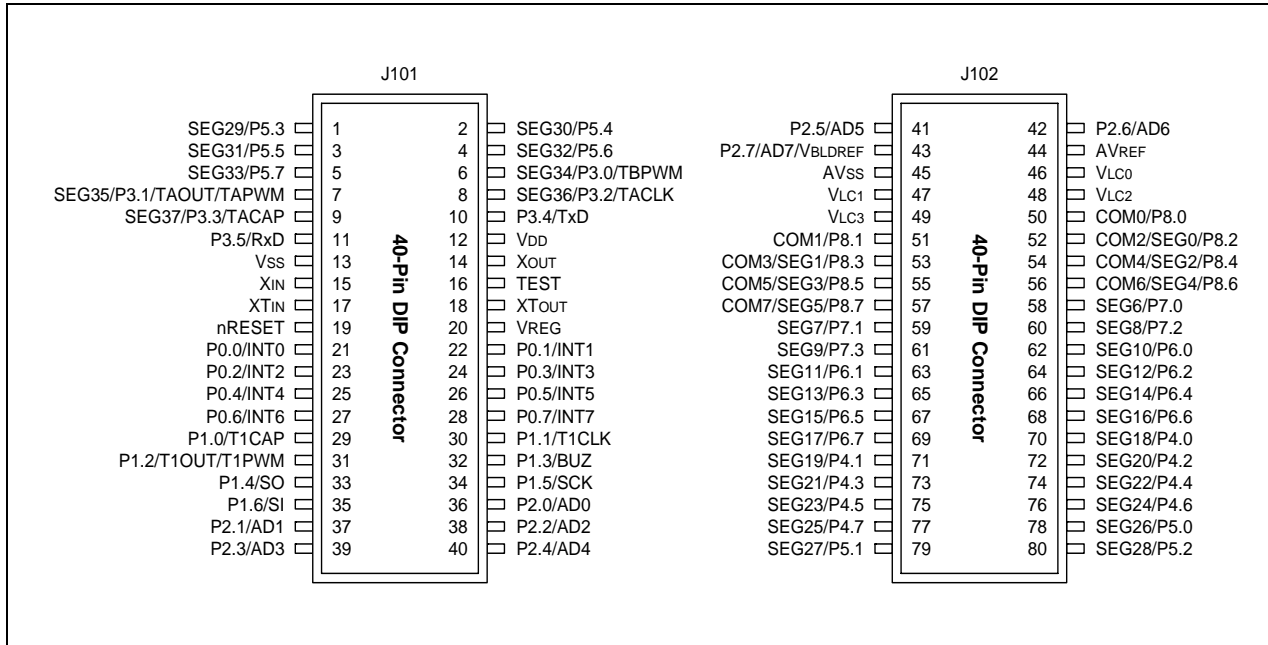 J101 J102
SEG29/P5.3 1 2 SEG30/P5.4 P2.5/AD5 41 42 P2.6/AD6
SEG31/P5.5 3 4 SEG32/P5.6 P2.7/AD7/VBLDREF 43 44 AVREF
SEG33/P5.7 5 6 SEG34/P3.0/TBPWM AVSS 45 46 VLC0
SEG35/P3.1/TAOUT/TAPWM 7 8 SEG36/P3.2/TACLK VLC1 47 48 VLC2
SEG37/P3.3/TACAP 9 10 P3.4/TxD VLC3 49 50 COM0/P8.0
P3.5/RxD 11 12 VDD COM1/P8.1 51 52 COM2/SEG0/P8.2
VSS 13 14 XOUT COM3/SEG1/P8.3 53 54 COM4/SEG2/P8.4
XIN 15 16 TEST COM5/SEG3/P8.5 55 56 COM6/SEG4/P8.6
XTIN 17 18 XTOUT COM7/SEG5/P8.7 57 58 SEG6/P7.0
nRESET 19 20 VREG SEG7/P7.1 59 60 SEG8/P7.2
P0.0/INT0 21 22 P0.1/INT1 SEG9/P7.3 61 62 SEG10/P6.0
P0.2/INT2 23 24 P0.3/INT3 SEG11/P6.1 63 64 SEG12/P6.2
P0.4/INT4 25 26 P0.5/INT5 SEG13/P6.3 65 66 SEG14/P6.4
P0.6/INT6 27 28 P0.7/INT7 SEG15/P6.5 67 68 SEG16/P6.6
P1.0/T1CAP 29 30 P1.1/T1CLK SEG17/P6.7 69 70 SEG18/P4.0
P1.2/T1OUT/T1PWM 31 32 P1.3/BUZ SEG19/P4.1 71 72 SEG20/P4.2
P1.4/SO 33 34 P1.5/SCK SEG21/P4.3 73 74 SEG22/P4.4
P1.6/SI 35 36 P2.0/AD0 SEG23/P4.5 75 76 SEG24/P4.6
P2.1/AD1 37 38 P2.2/AD2 SEG25/P4.7 77 78 SEG26/P5.0
P2.3/AD3 39 40 P2.4/AD4 SEG27/P5.1 79 80 SEG28/P5.2
40-Pin DIP Connector
40-Pin DIP Connector